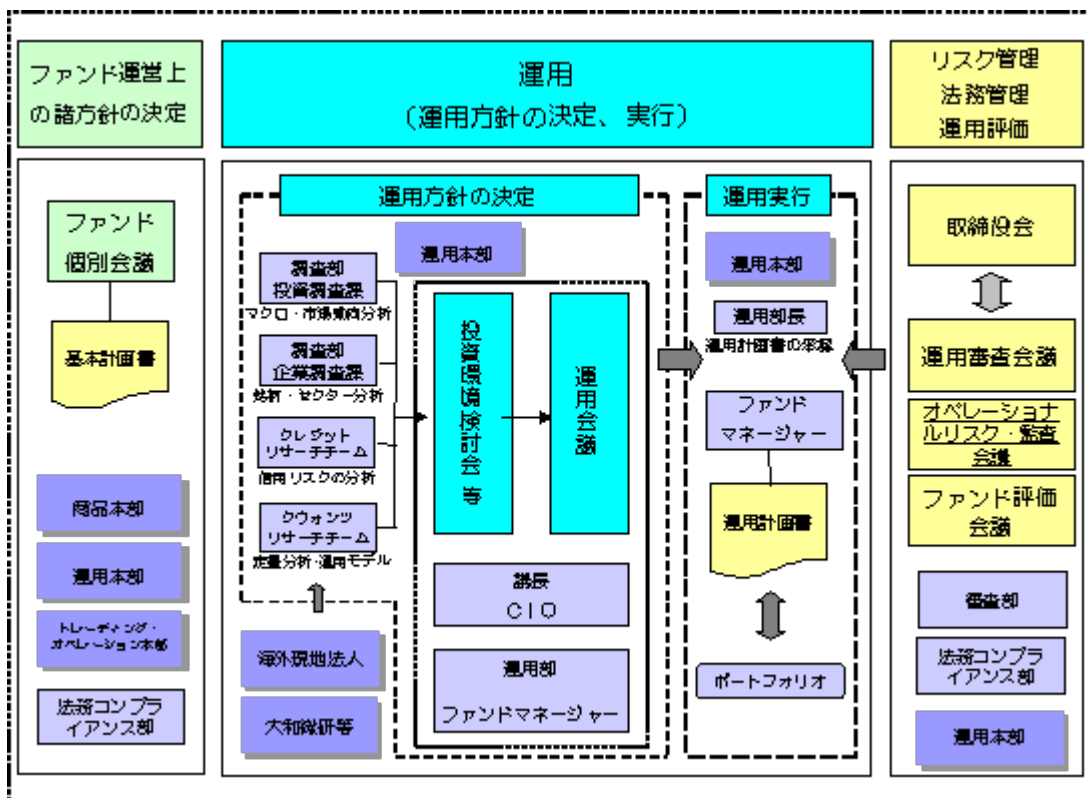 ファンド運営上
の諸方針の決定
運用
（運用方針の決定、実行）
リスク管理
法務管理
運用評価
ファンド
個別会議
基本計画書
商品本部
運用本部
トレーディング・
オペレーション本部
法務コンプラ
イアンス部
運用方針の決定
運用本部
調査部
投資調査課
マクロ・市場動向分析
調査部
企業調査課
銘柄・セクター分析
クレジット
リサーチチーム
信用リスクの分析
クウォンツ
リサーチチーム
定量分析・運用モデル
海外現地法人
大和総研等
投資環境検討会 等
運用会議
議長
ＣＩＯ
運用部
ファンドマネージャー
運用実行
運用本部
運用部長
運用計画書の承認
ファンド
マネージャー
運用計画書
ポートフォリオ
取締役会
運用審査会議
オペレーショナ
ルリスク・監査
会議
ファンド評価
会議
審査部
法務コンプラ
イアンス部
運用本部